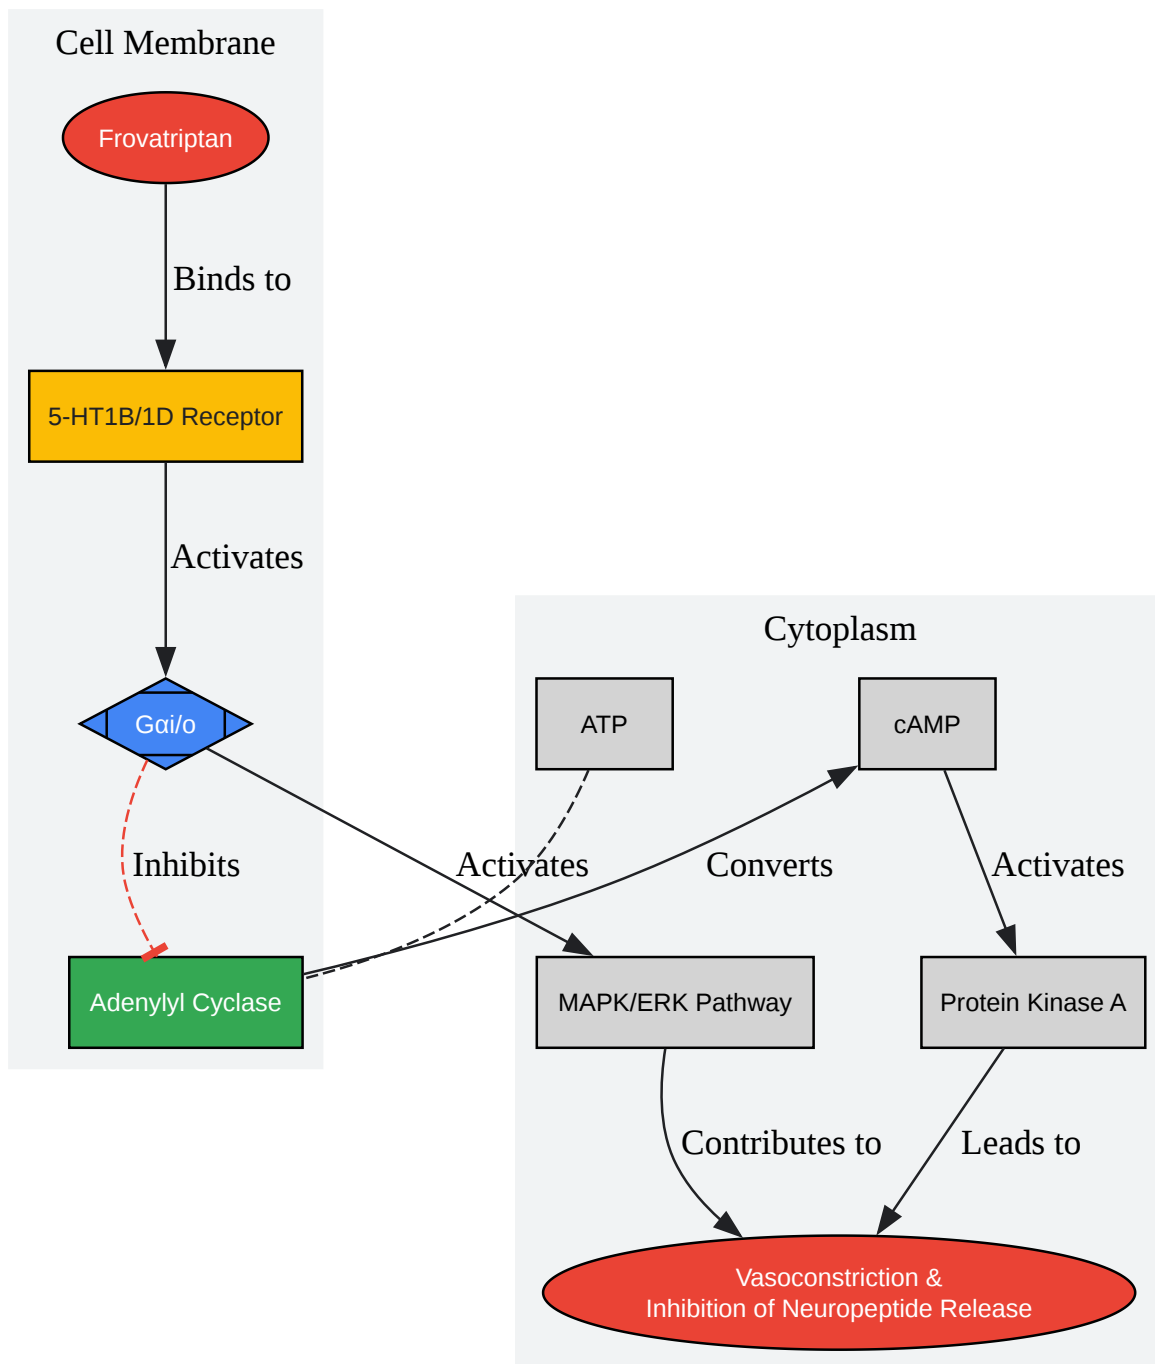 Cell Membrane
Frovatriptan
Binds to
5-HT1B/1D Receptor
Activates
Gαi/o
Inhibits
Adenylyl Cyclase
Cytoplasm
ATP
cAMP
Activates
Converts
Activates
MAPK/ERK Pathway
Protein Kinase A
Contributes to
Leads to
Vasoconstriction &
Inhibition of Neuropeptide Release